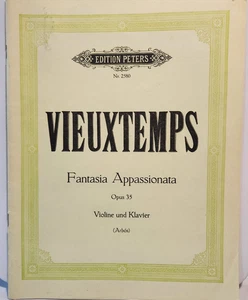 EDITION PETERS
Nr. 2580
VIEUXTEMPS
Fantasia Appassionata
Opus 35
Violine und Klavier
(Arbós)